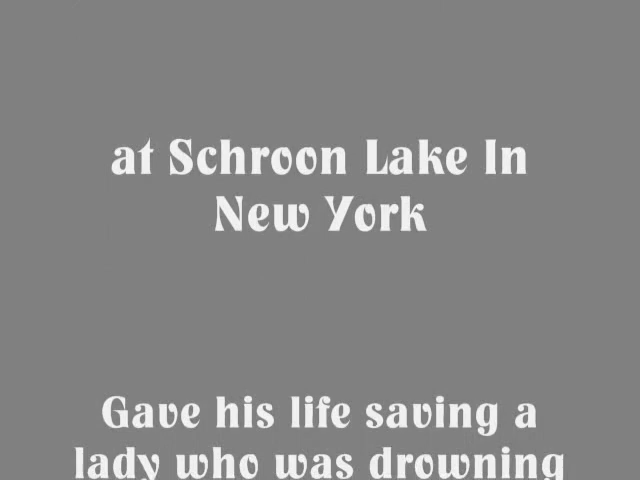 at Schroon Lake In
New York
Gave his life saving a
lady who was drowning